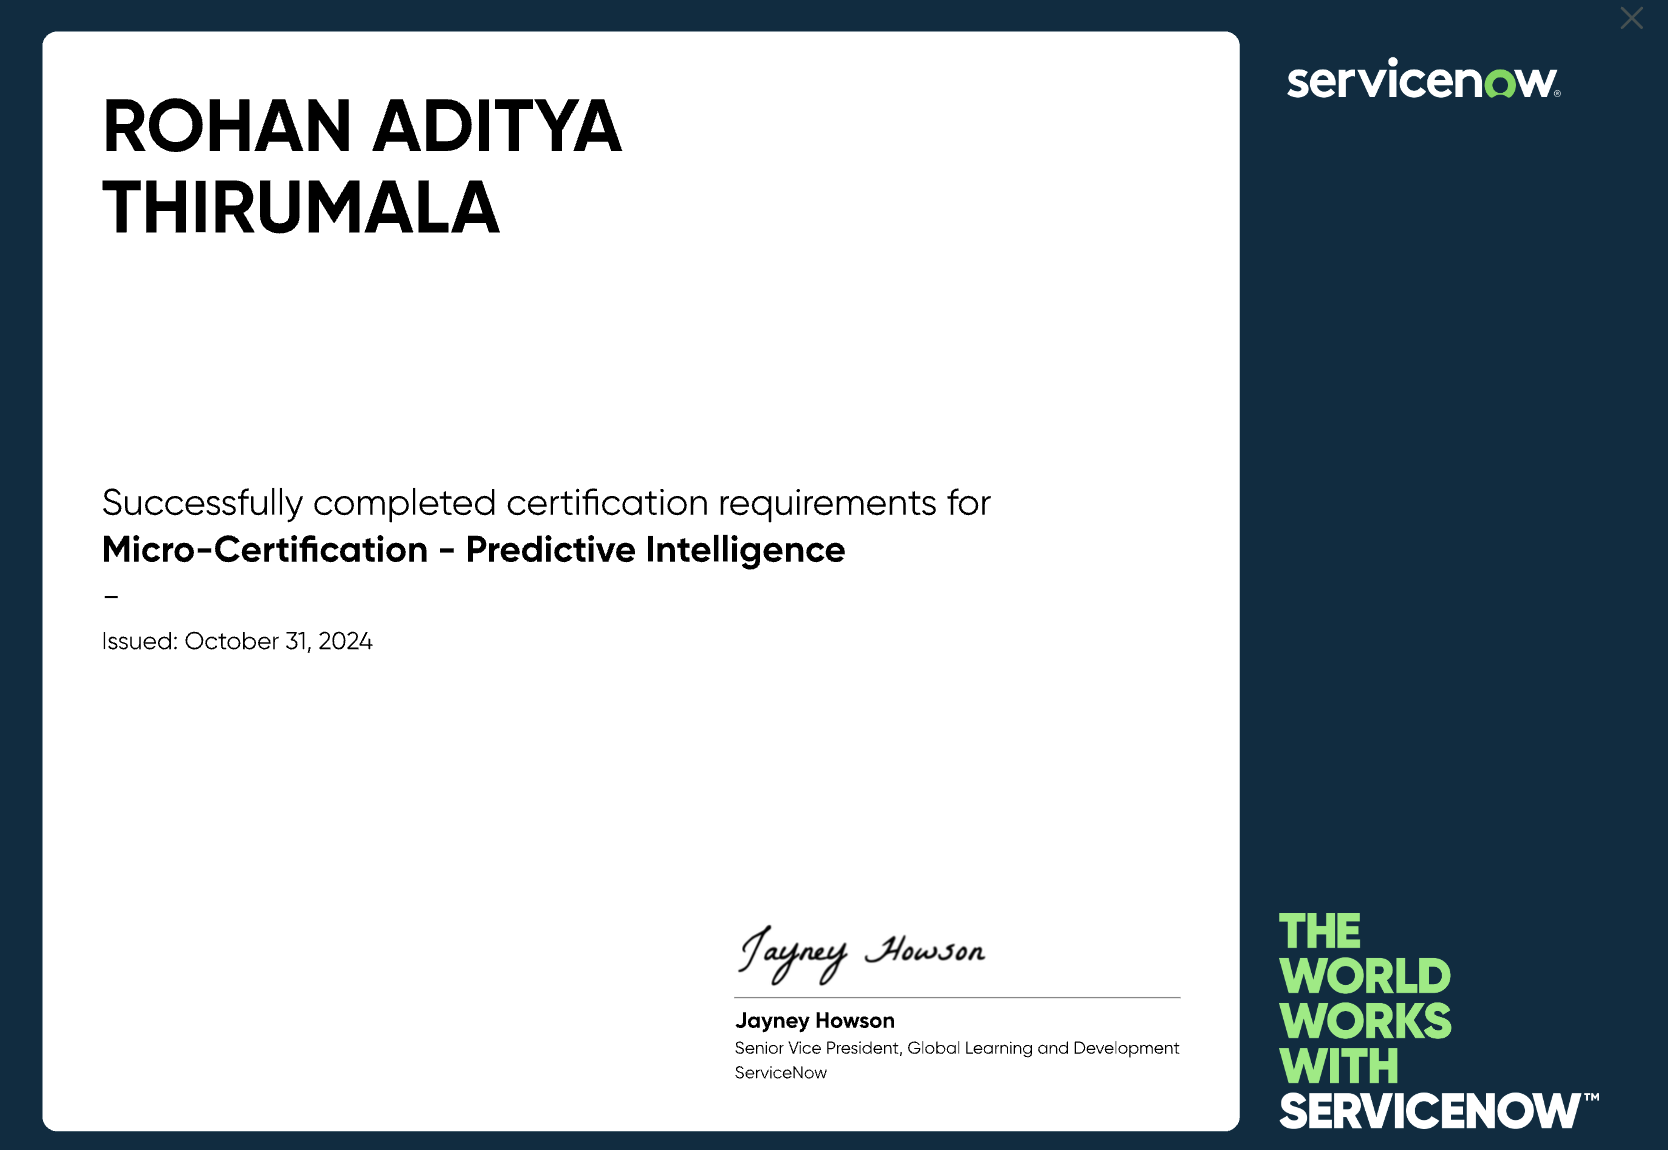 ROHAN ADITYA
THIRUMALA
Successfully completed certification requirements for
Micro-Certification - Predictive Intelligence
–
Issued: October 31, 2024
Jayney Howson
Jayney Howson
Senior Vice President, Global Learning and Development
ServiceNow
servicenow®
THE
WORLD
WORKS
WITH
SERVICENOW™